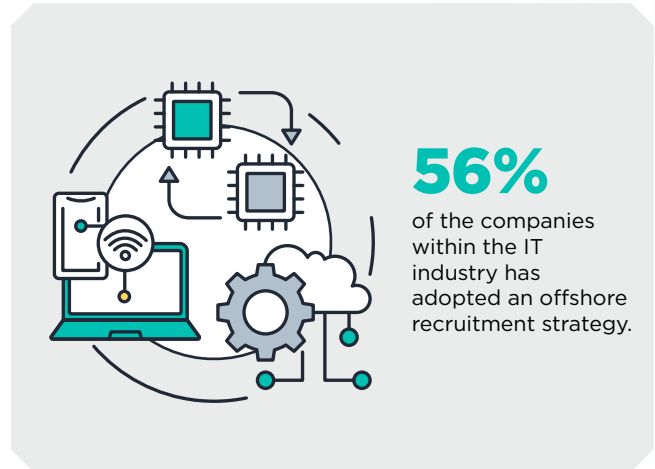 56%
of the companies
within the IT
industry has
adopted an offshore
recruitment strategy.